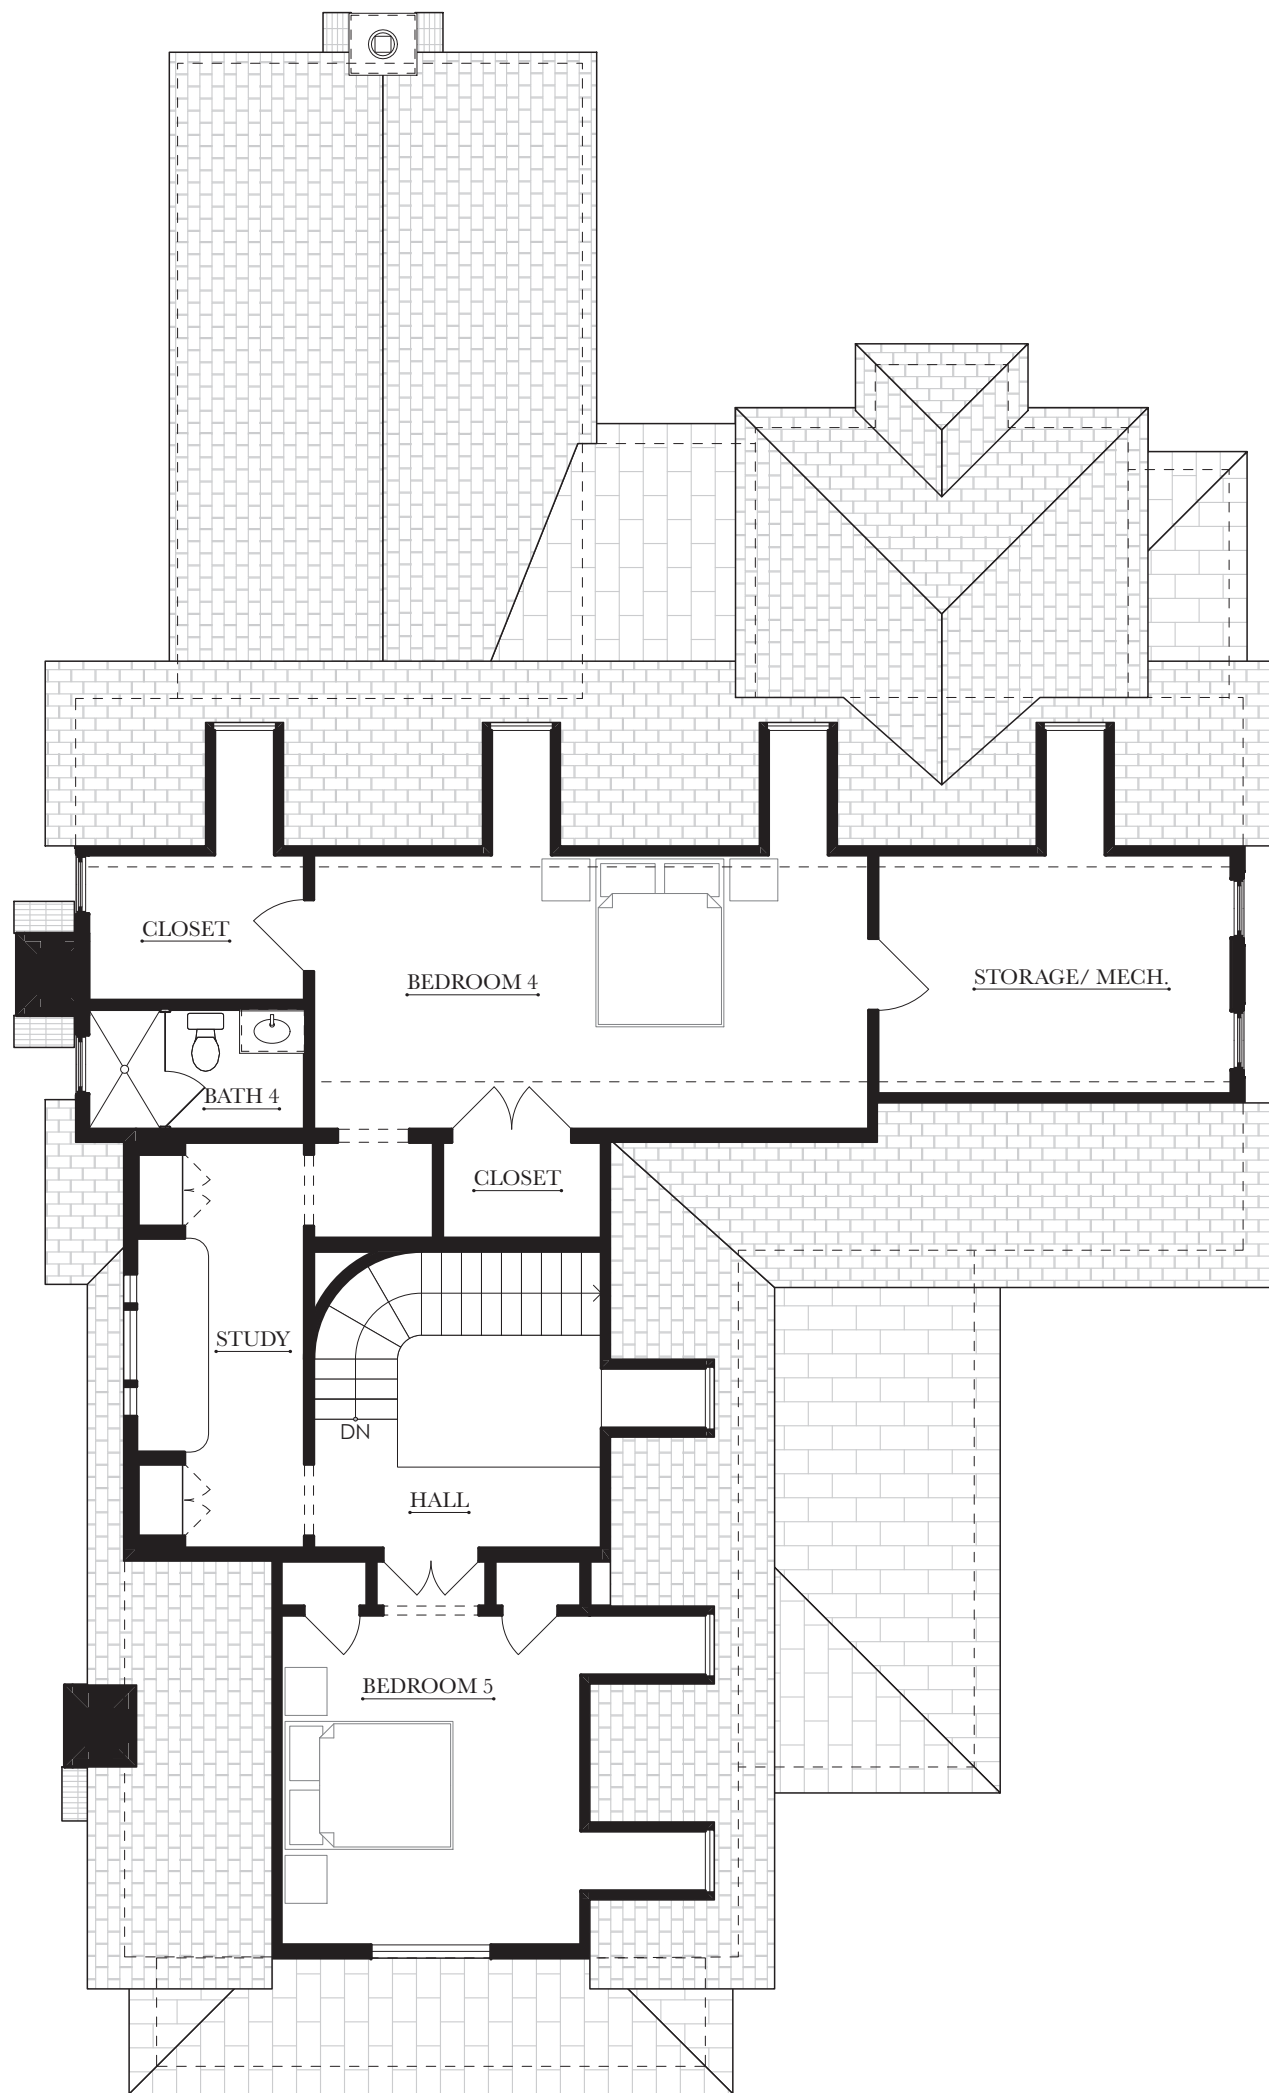 CLOSET
BEDROOM 4
STORAGE/ MECH.
BATH 4
CLOSET
STUDY
DN
HALL
BEDROOM 5